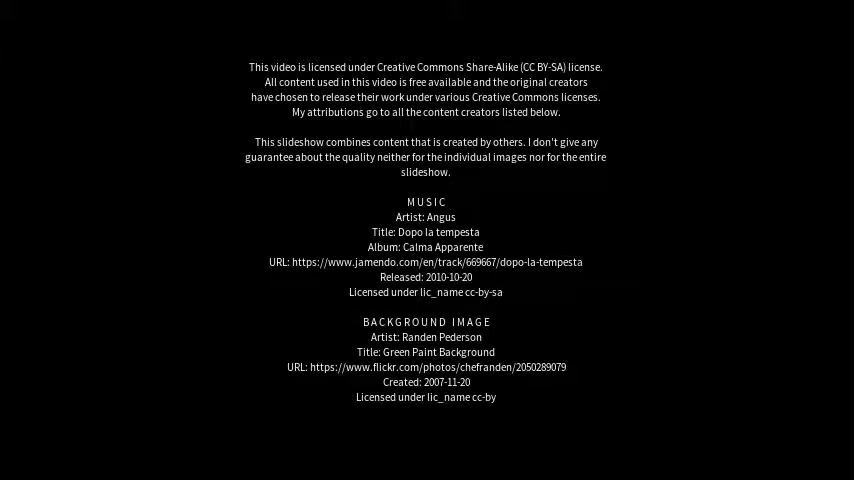 This video is licensed under Creative Commons Share-Alike (CC BY-SA) license.
All content used in this video is free available and the original creators
have chosen to release their work under various Creative Commons licenses.
My attributions go to all the content creators listed below.
This slideshow combines content that is created by others. I don't give any
guarantee about the quality neither for the individual images nor for the entire
slideshow.
MUSIC
Artist: Angus
Title: Dopo la tempesta
Album: Calma Apparente
URL: https://www.jamendo.com/en/track/669667/dopo-la-tempesta
Released: 2010-10-20
Licensed under lic_name cc-by-sa
BACKGROUND IMAGE
Artist: Randen Pederson
Title: Green Paint Background
URL: https://www.flickr.com/photos/chefranden/2050289079
Created: 2007-11-20
Licensed under lic_name cc-by